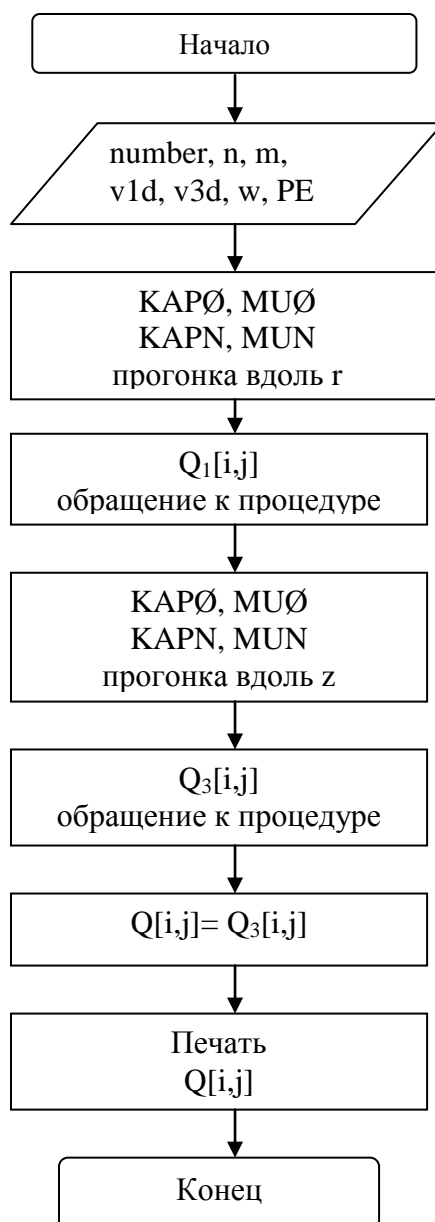 Начало
number, n, m,
v1d, v3d, w, PE
KAPØ, MUØ
KAPN, MUN
прогонка вдоль r
Q₁[i,j]
обращение к процедуре
KAPØ, MUØ
KAPN, MUN
прогонка вдоль z
Q₃[i,j]
обращение к процедуре
Q[i,j]= Q₃[i,j]
Печать
Q[i,j]
Конец